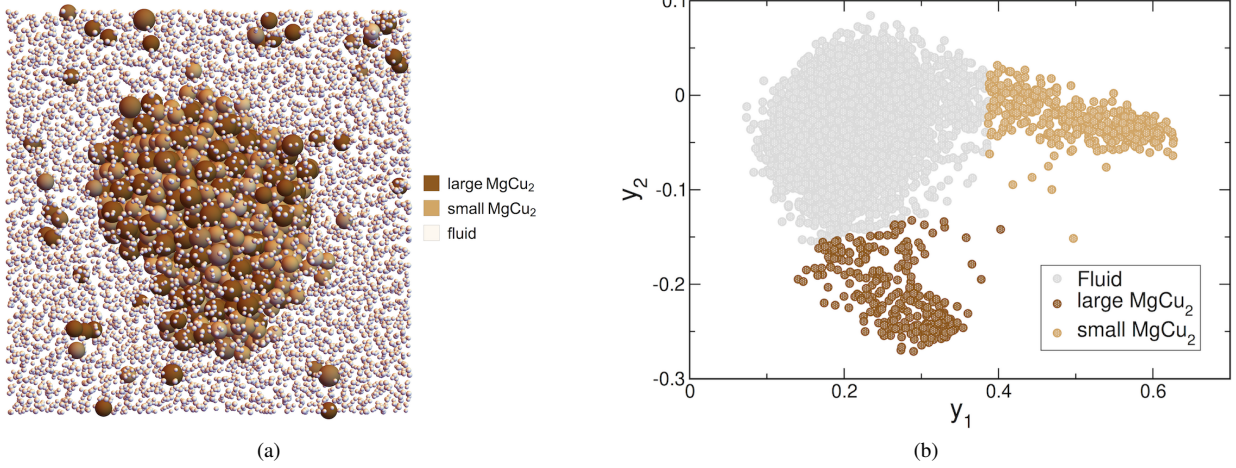 large MgCu₂
small MgCu₂
fluid
(a)
0.1
0
-0.1
-0.2
-0.3
y₂
0
0.2
0.4
0.6
y₁
Fluid
large MgCu₂
small MgCu₂
(b)